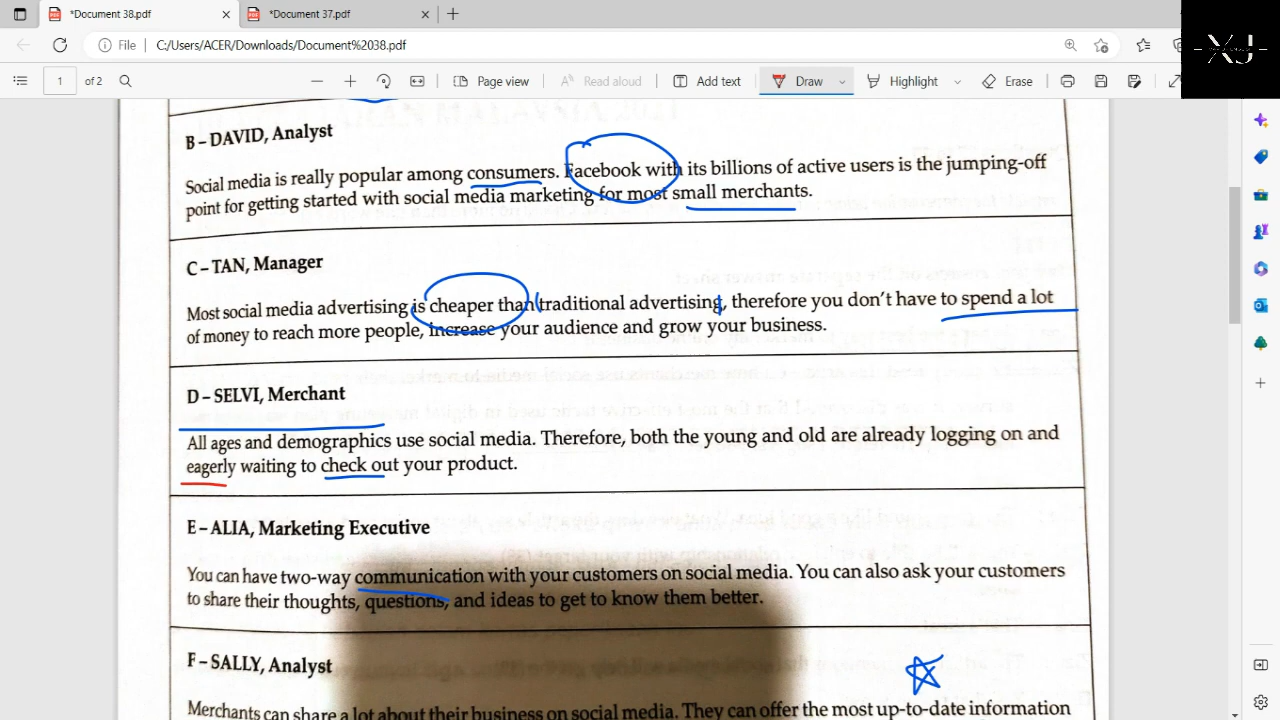 *Document 38.pdf
*Document 37.pdf
File C:/Users/ACER/Downloads/Document%2038.pdf
1 of 2 Page view Read aloud Add text Draw Highlight Erase
XJ
B – DAVID, Analyst
Social media is really popular among consumers. Facebook with its billions of active users is the jumping-off
point for getting started with social media marketing for most small merchants.
C – TAN, Manager
Most social media advertising is cheaper than traditional advertising, therefore you don't have to spend a lot
of money to reach more people, increase your audience and grow your business.
D – SELVI, Merchant
All ages and demographics use social media. Therefore, both the young and old are already logging on and
eagerly waiting to check out your product.
E – ALIA, Marketing Executive
You can have two-way communication with your customers on social media. You can also ask your customers
to share their thoughts, questions, and ideas to get to know them better.
F – SALLY, Analyst
Merchants can share a lot about their business on social media. They can offer the most up-to-date information